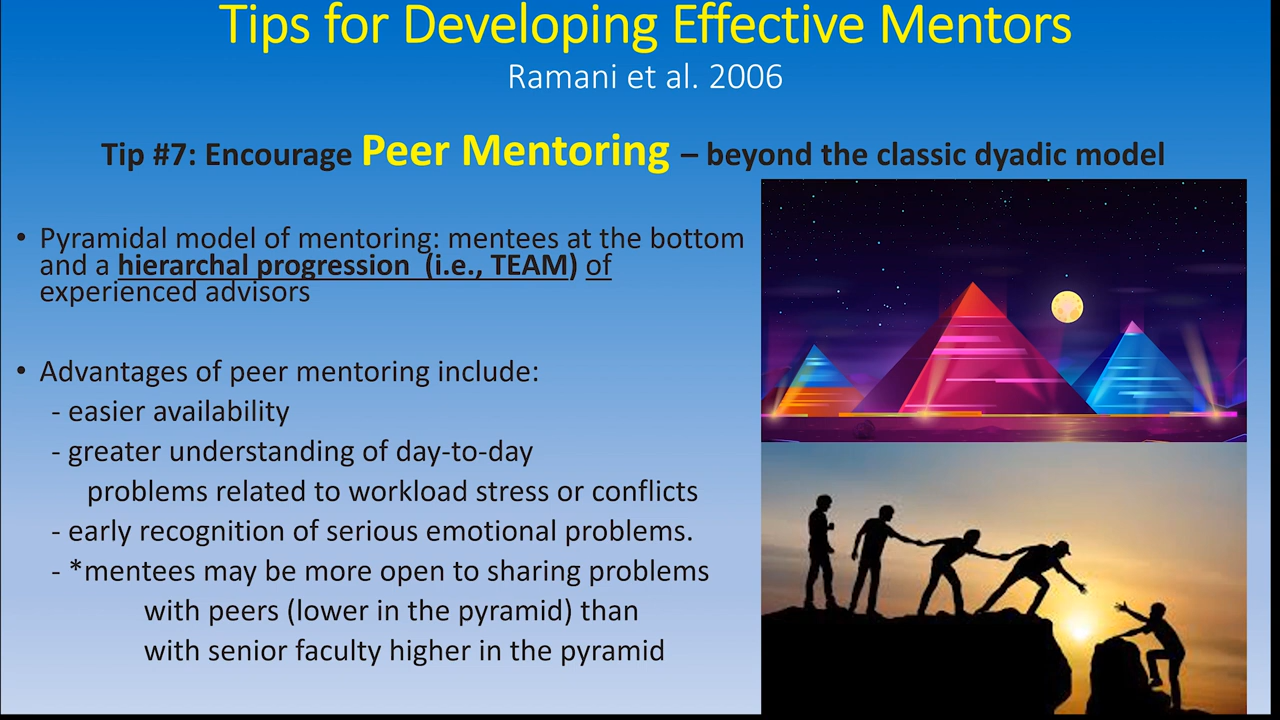 Tips for Developing Effective Mentors
Ramani et al. 2006
Tip #7: Encourage Peer Mentoring – beyond the classic dyadic model
• Pyramidal model of mentoring: mentees at the bottom
and a hierarchal progression (i.e., TEAM) of
experienced advisors
• Advantages of peer mentoring include:
- easier availability
- greater understanding of day-to-day
problems related to workload stress or conflicts
- early recognition of serious emotional problems.
- *mentees may be more open to sharing problems
with peers (lower in the pyramid) than
with senior faculty higher in the pyramid